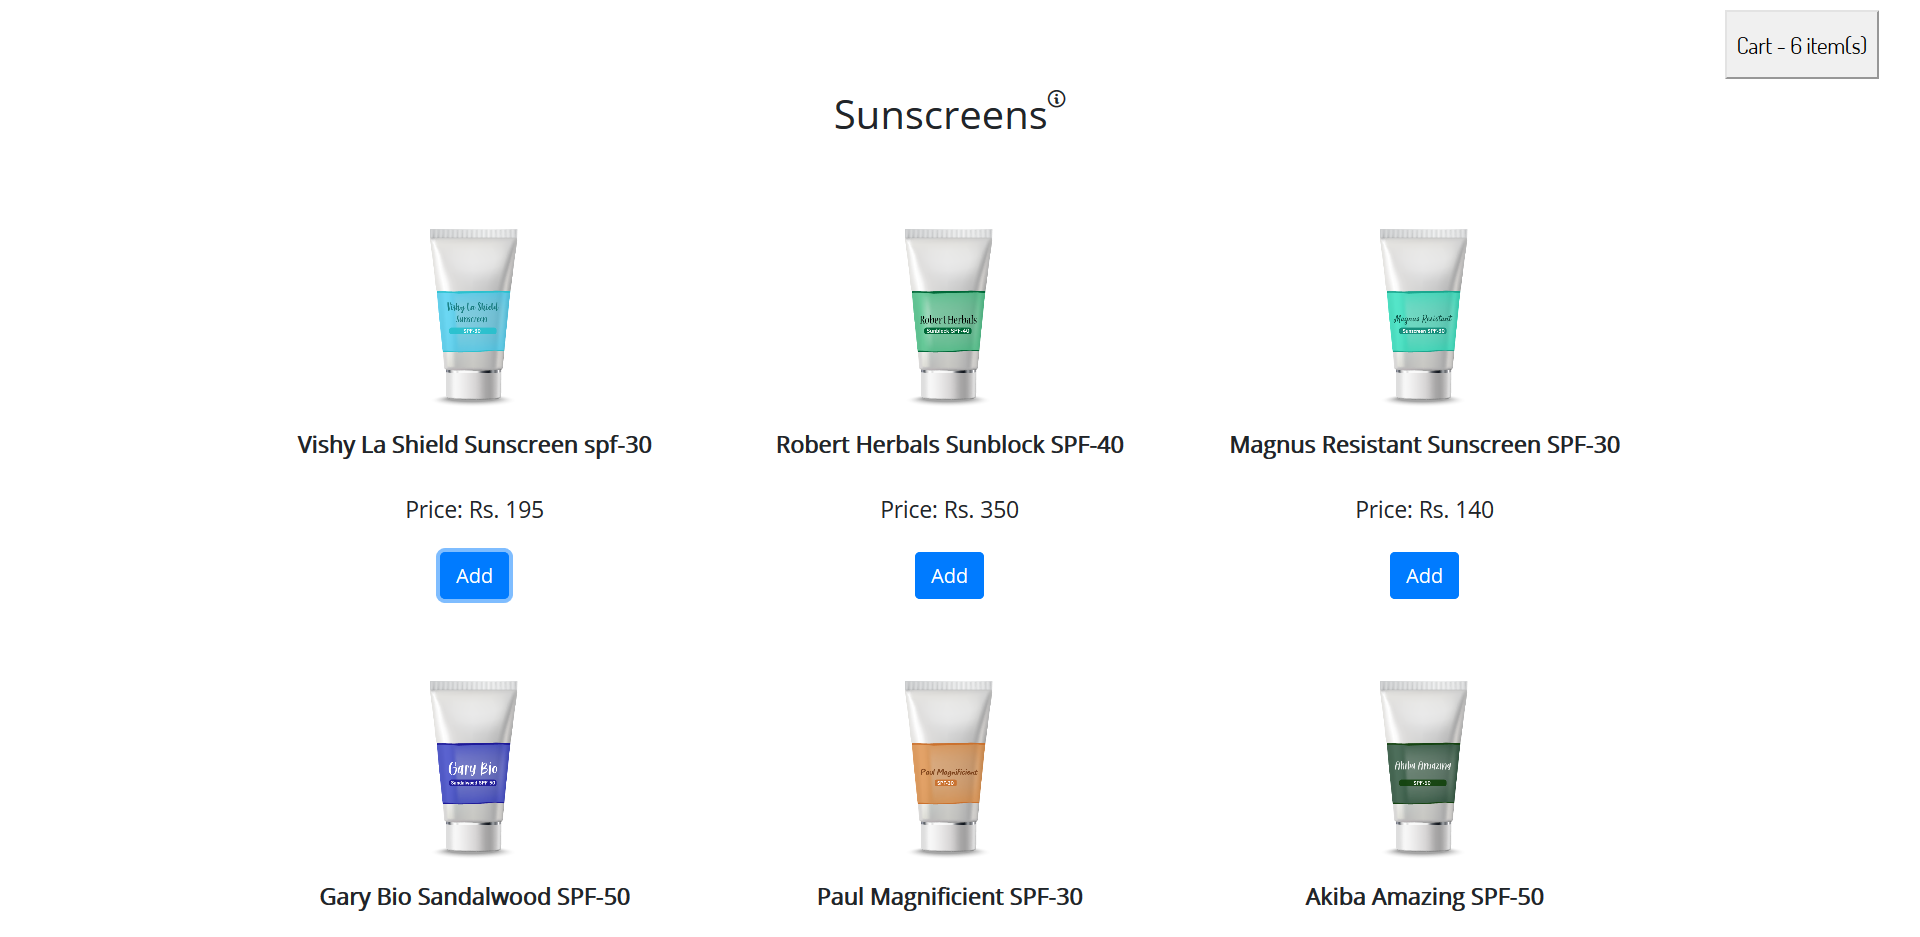 Cart - 6 item(s)
Sunscreens
Vishy La Shield
Sunscreen
SPF-30
Robert Herbals
Sunblock SPF-40
Magnus Resistant
Sunscreen SPF-30
Vishy La Shield Sunscreen spf-30
Robert Herbals Sunblock SPF-40
Magnus Resistant Sunscreen SPF-30
Price: Rs. 195
Price: Rs. 350
Price: Rs. 140
Add
Add
Add
Gary Bio
Sandalwood SPF-50
Paul Magnificient
SPF-30
Akiba Amazing
SPF-50
Gary Bio Sandalwood SPF-50
Paul Magnificient SPF-30
Akiba Amazing SPF-50